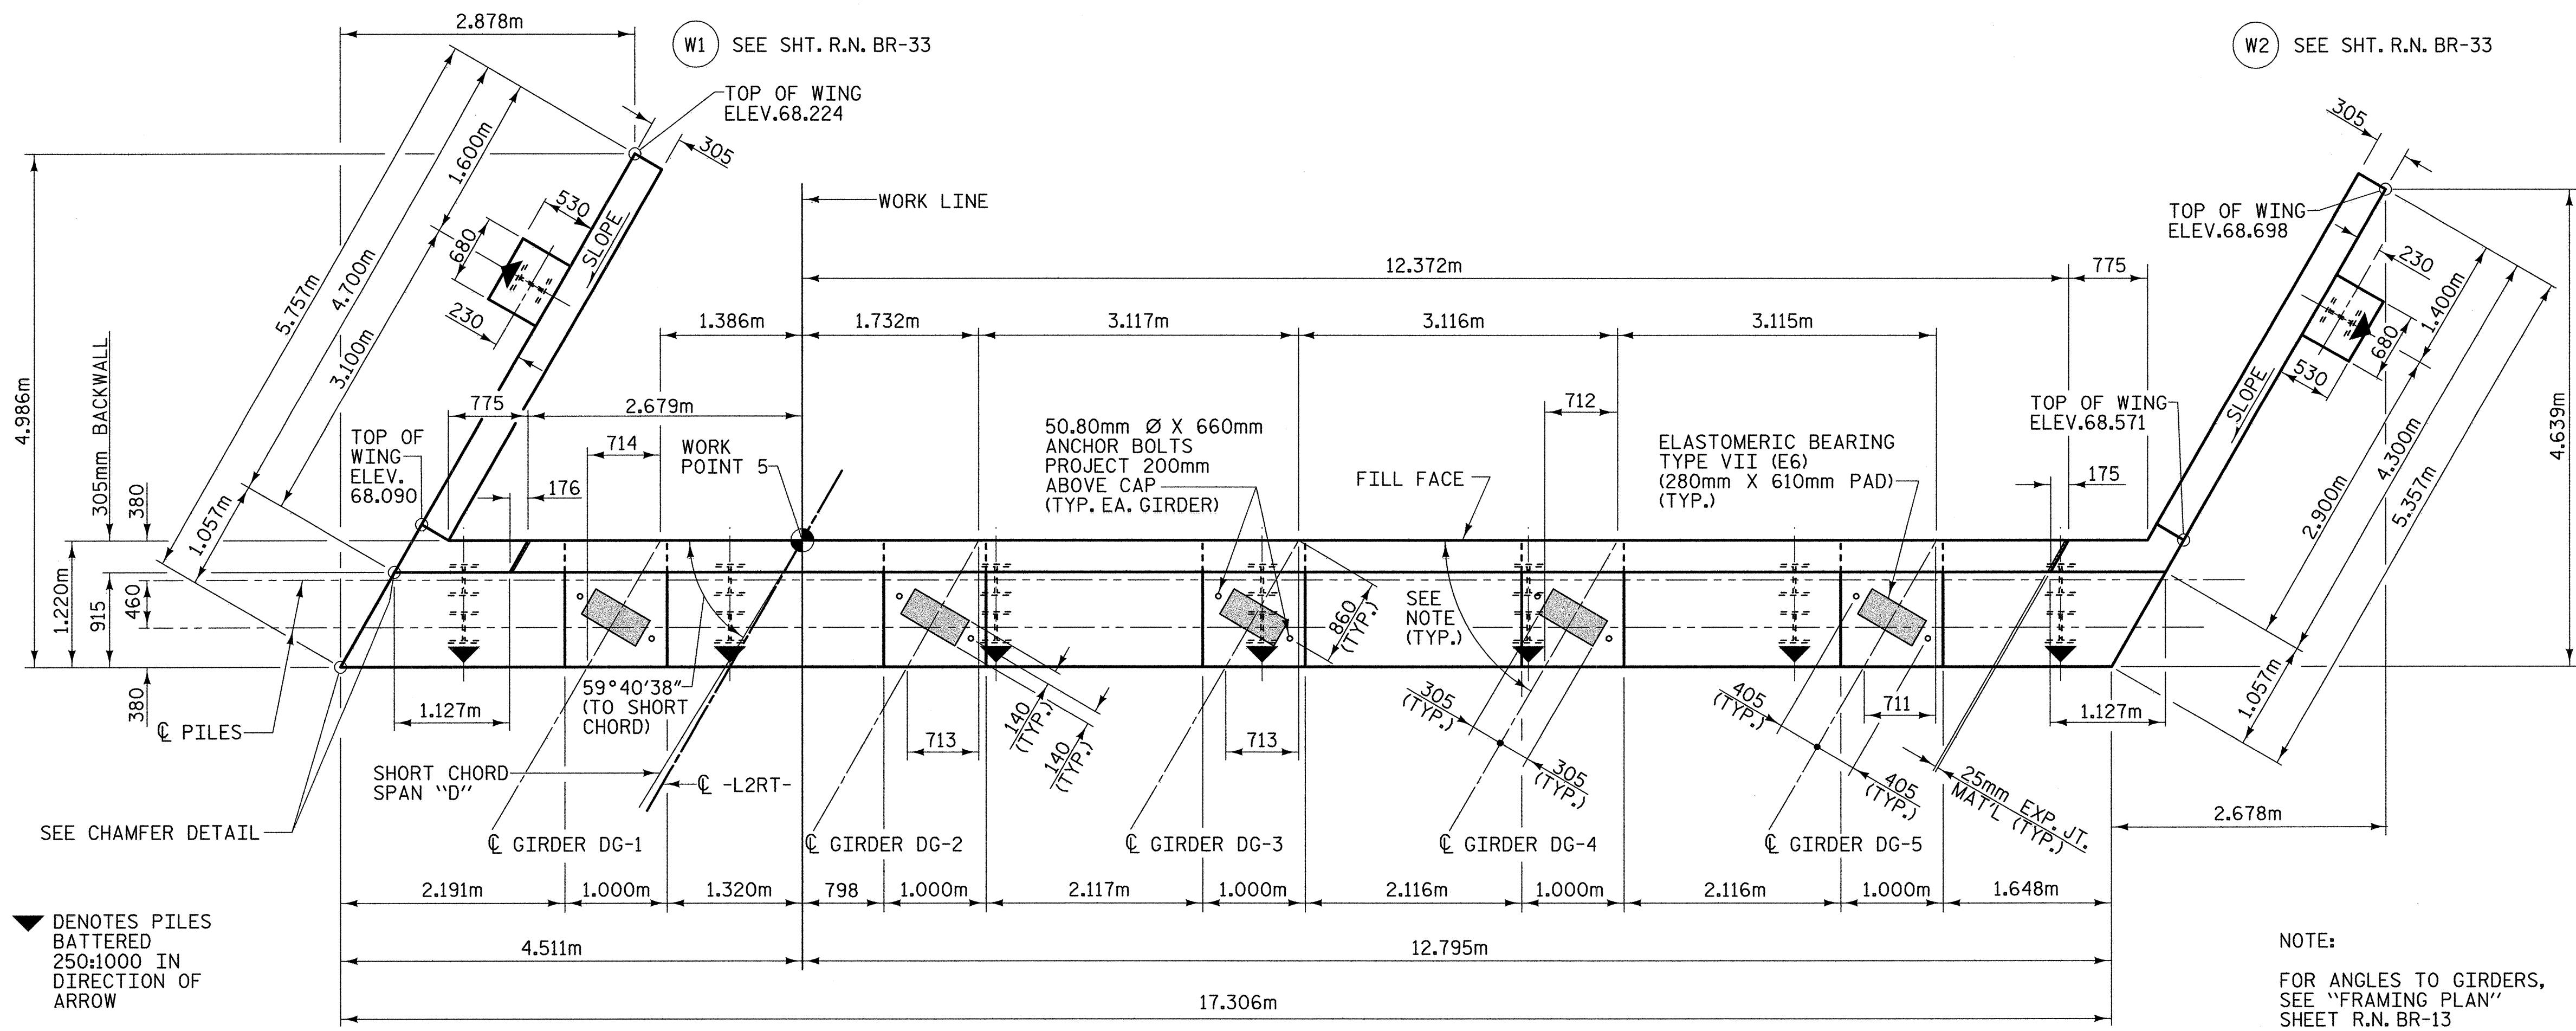 2.878m
W1 SEE SHT. R.N. BR-33
W2 SEE SHT. R.N. BR-33
TOP OF WING
ELEV.68.224
305
305
1.600m
4.700m
5.757m
3.100m
530
680
230
SLOPE
WORK LINE
TOP OF WING
ELEV.68.698
230
1.400m
680
530
SLOPE
12.372m
775
1.386m
1.732m
3.117m
3.116m
3.115m
4.986m
305mm BACKWALL
380
775
2.679m
714
176
TOP OF
WING
ELEV.
68.090
WORK
POINT 5
50.80mm Ø X 660mm
ANCHOR BOLTS
PROJECT 200mm
ABOVE CAP
(TYP. EA. GIRDER)
712
FILL FACE
ELASTOMERIC BEARING
TYPE VII (E6)
(280mm X 610mm PAD)
(TYP.)
TOP OF WING
ELEV.68.571
175
2.900m
4.300m
5.357m
4.639m
1.057m
1.220m
915
460
380
860
(TYP.)
SEE
NOTE
(TYP.)
℄ PILES
1.127m
59°40'38"
(TO SHORT
CHORD)
713
140
(TYP.)
140
(TYP.)
713
305
(TYP.)
305
(TYP.)
405
(TYP.)
405
(TYP.)
711
1.127m
1.057m
25mm EXP. JT.
MAT'L (TYP.)
2.678m
SHORT CHORD
SPAN "D"
℄ -L2RT-
SEE CHAMFER DETAIL
℄ GIRDER DG-1
℄ GIRDER DG-2
℄ GIRDER DG-3
℄ GIRDER DG-4
℄ GIRDER DG-5
2.191m
1.000m
1.320m
798
1.000m
2.117m
1.000m
2.116m
1.000m
2.116m
1.000m
1.648m
DENOTES PILES
BATTERED
250:1000 IN
DIRECTION OF
ARROW
4.511m
12.795m
17.306m
NOTE:
FOR ANGLES TO GIRDERS,
SEE "FRAMING PLAN"
SHEET R.N. BR-13